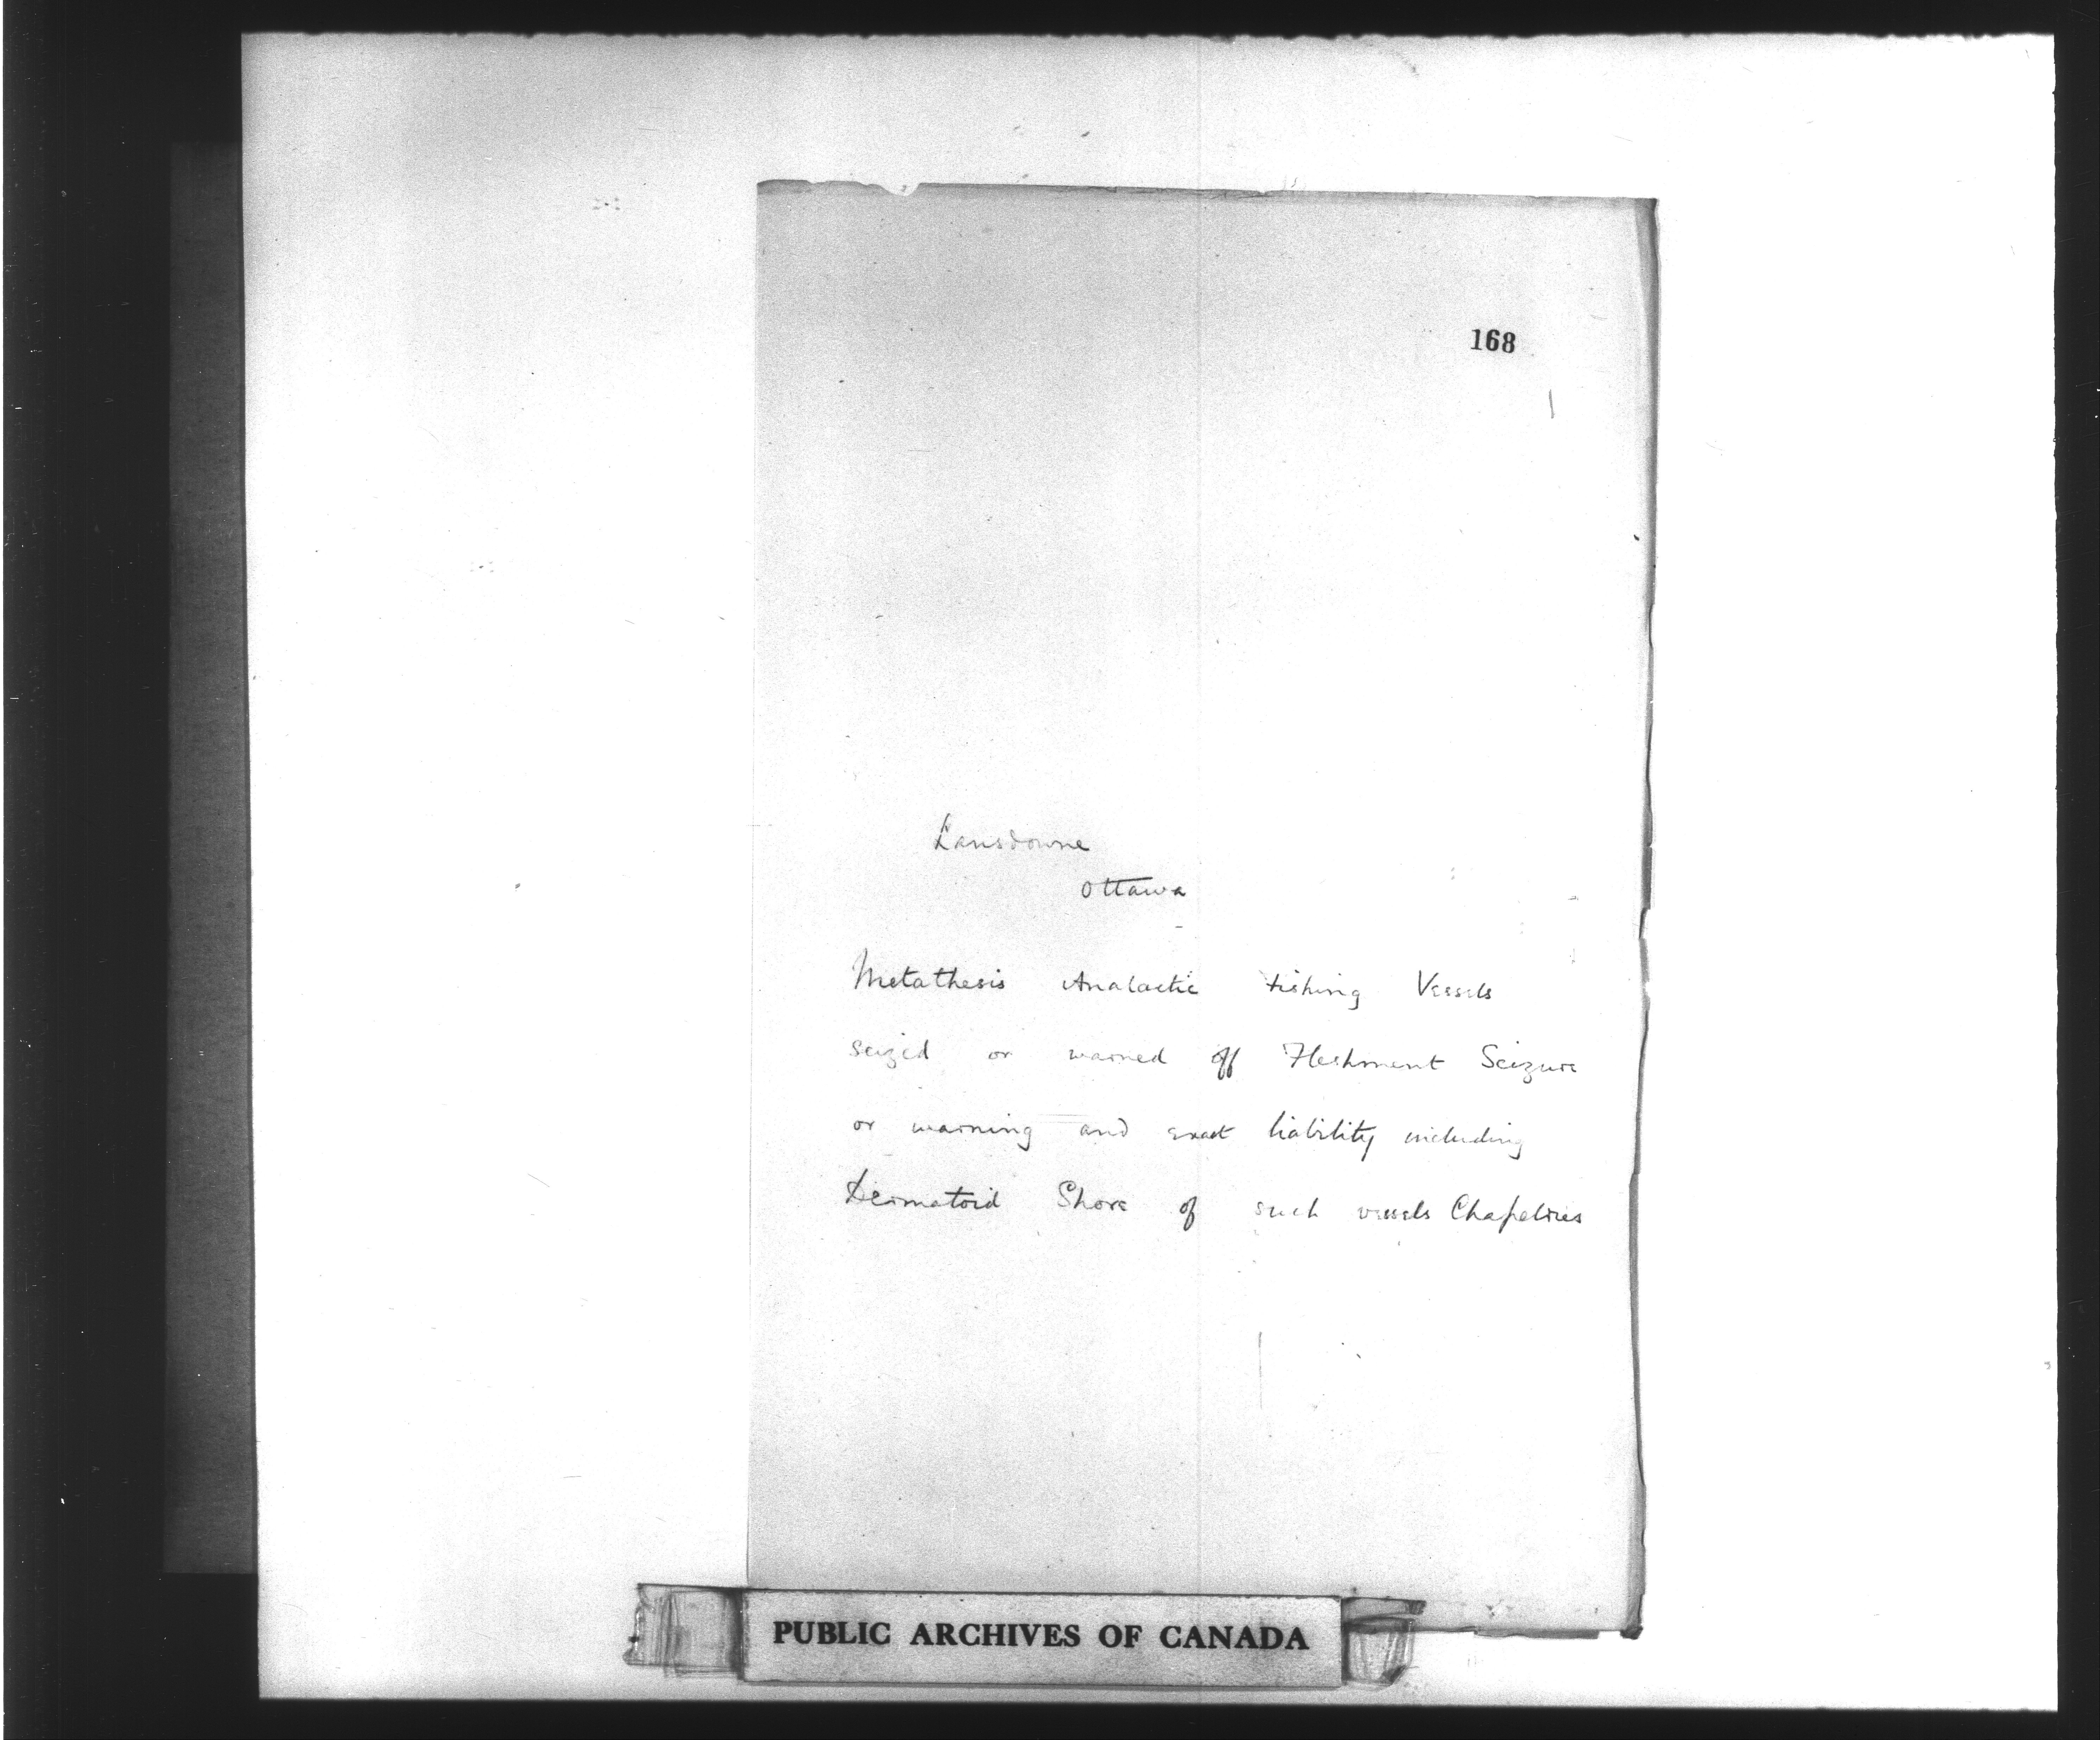 168
Lansdowne
Ottawa
Metathesis Analactic fishing Vessels
seized or warned off Fleshment Seizure
or warning and exact liability including
Dermatoid Shore of such vessels Chapelries
PUBLIC ARCHIVES OF CANADA